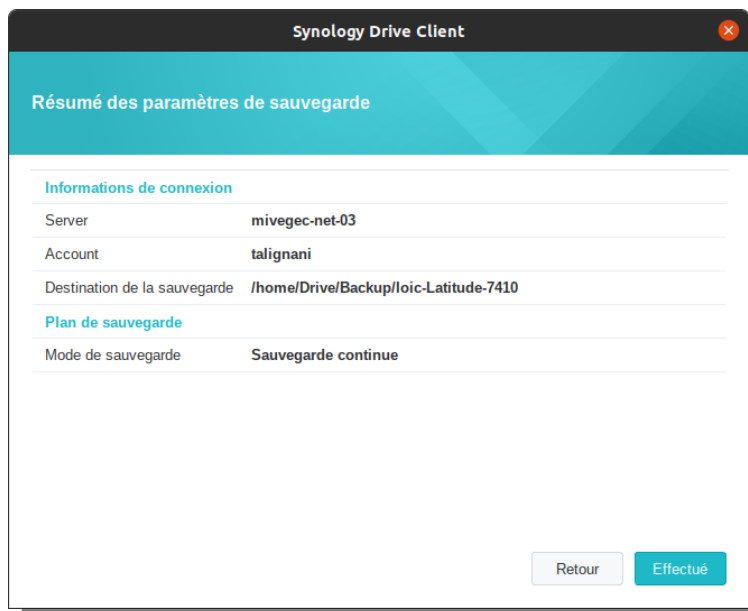 Synology Drive Client
Résumé des paramètres de sauvegarde
Informations de connexion
Server mivegec-net-03
Account talignani
Destination de la sauvegarde /home/Drive/Backup/loic-Latitude-7410
Plan de sauvegarde
Mode de sauvegarde Sauvegarde continue
Retour Effectué